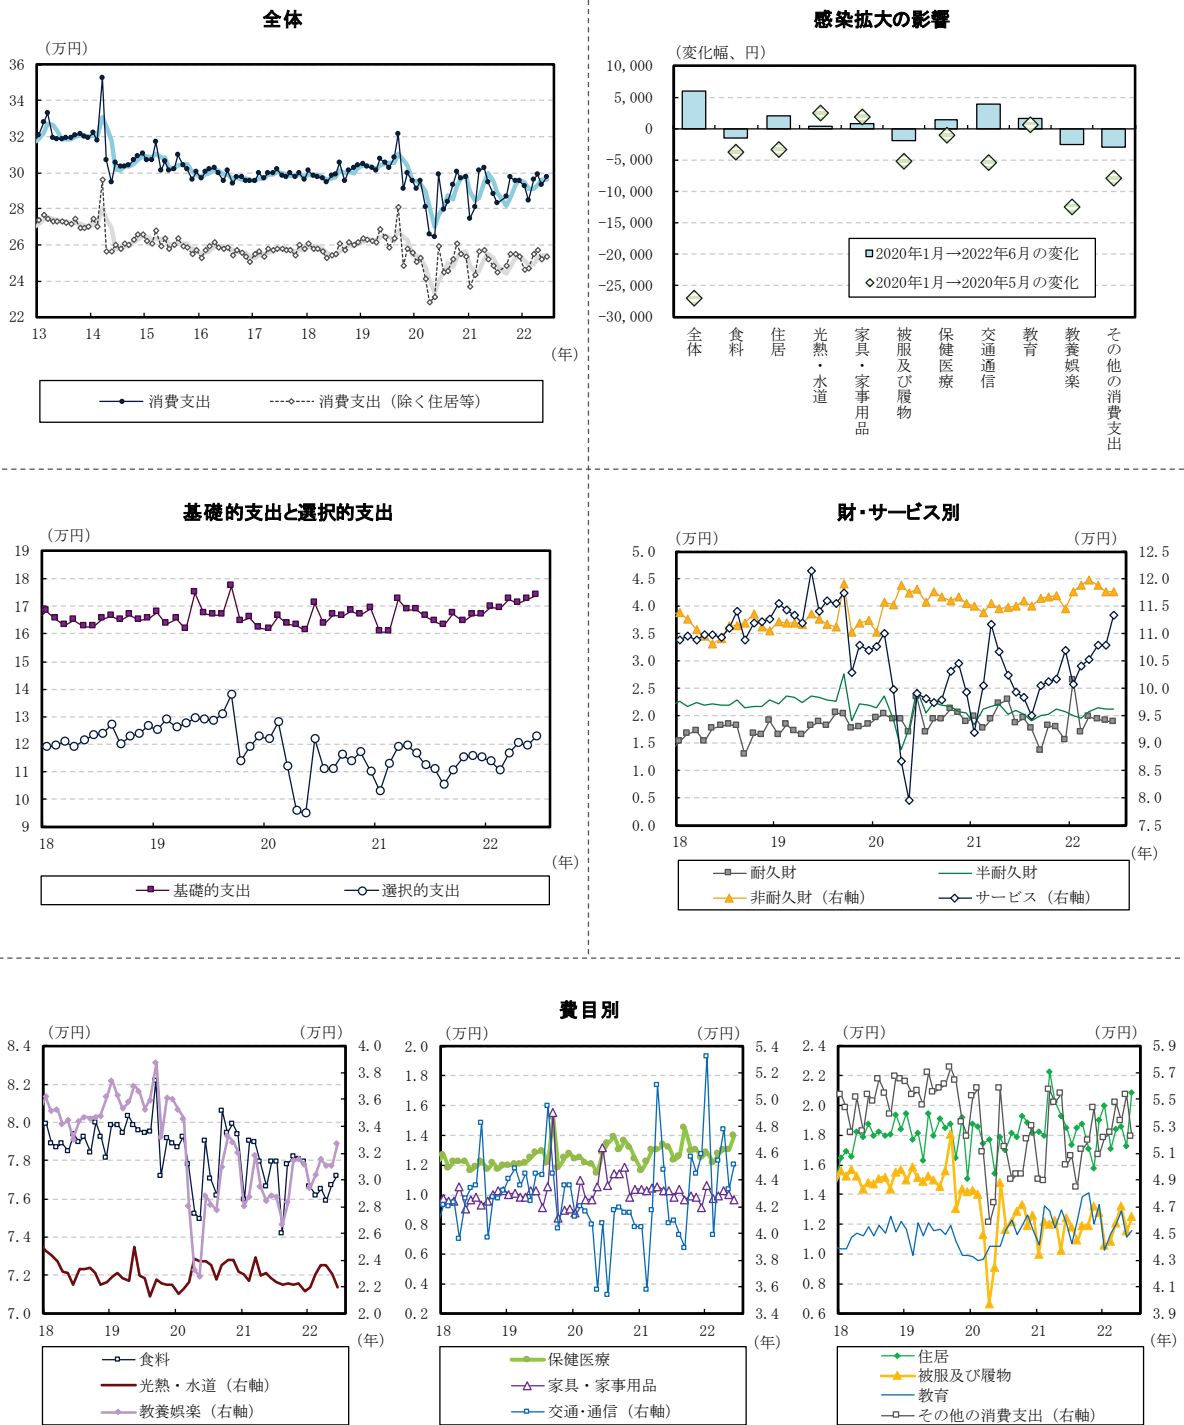 全体
（万円）
36
34
32
30
28
26
24
22
13 14 15 16 17 18 19 20 21 22
（年）
消費支出
消費支出（除く住居等）
感染拡大の影響
（変化幅、円）
10,000
5,000
0
−5,000
−10,000
−15,000
−20,000
−25,000
−30,000
2020年1月→2022年6月の変化
2020年1月→2020年5月の変化
全体
食料
住居
光熱・水道
家具・家事用品
被服及び履物
保健医療
交通通信
教育
教養娯楽
その他の消費支出
基礎的支出と選択的支出
（万円）
19
18
17
16
15
14
13
12
11
10
9
18 19 20 21 22
（年）
基礎的支出
選択的支出
財・サービス別
（万円） （万円）
5.0 12.5
4.5 12.0
4.0 11.5
3.5 11.0
3.0 10.5
2.5 10.0
2.0 9.5
1.5 9.0
1.0 8.5
0.5 8.0
0.0 7.5
18 19 20 21 22
（年）
耐久財 半耐久財
非耐久財（右軸） サービス（右軸）
費目別
（万円） （万円）
8.4 4.0
3.8
8.2 3.6
3.4
8.0 3.2
7.8 3.0
2.8
7.6 2.6
7.4 2.4
7.2 2.2
7.0 2.0
18 19 20 21 22
（年）
食料
光熱・水道（右軸）
教養娯楽（右軸）
（万円） （万円）
2.0 5.4
1.8 5.2
1.6 5.0
1.4 4.8
1.2 4.6
4.4
1.0 4.2
0.8 4.0
0.6 3.8
0.4 3.6
0.2 3.4
18 19 20 21 22
（年）
保健医療
家具・家事用品
交通・通信（右軸）
（万円） （万円）
2.4 5.9
2.2 5.7
2.0 5.5
1.8 5.3
1.6 5.1
1.4 4.9
1.2 4.7
1.0 4.5
4.3
0.8 4.1
0.6 3.9
18 19 20 21 22
（年）
住居
被服及び履物
教育
その他の消費支出（右軸）